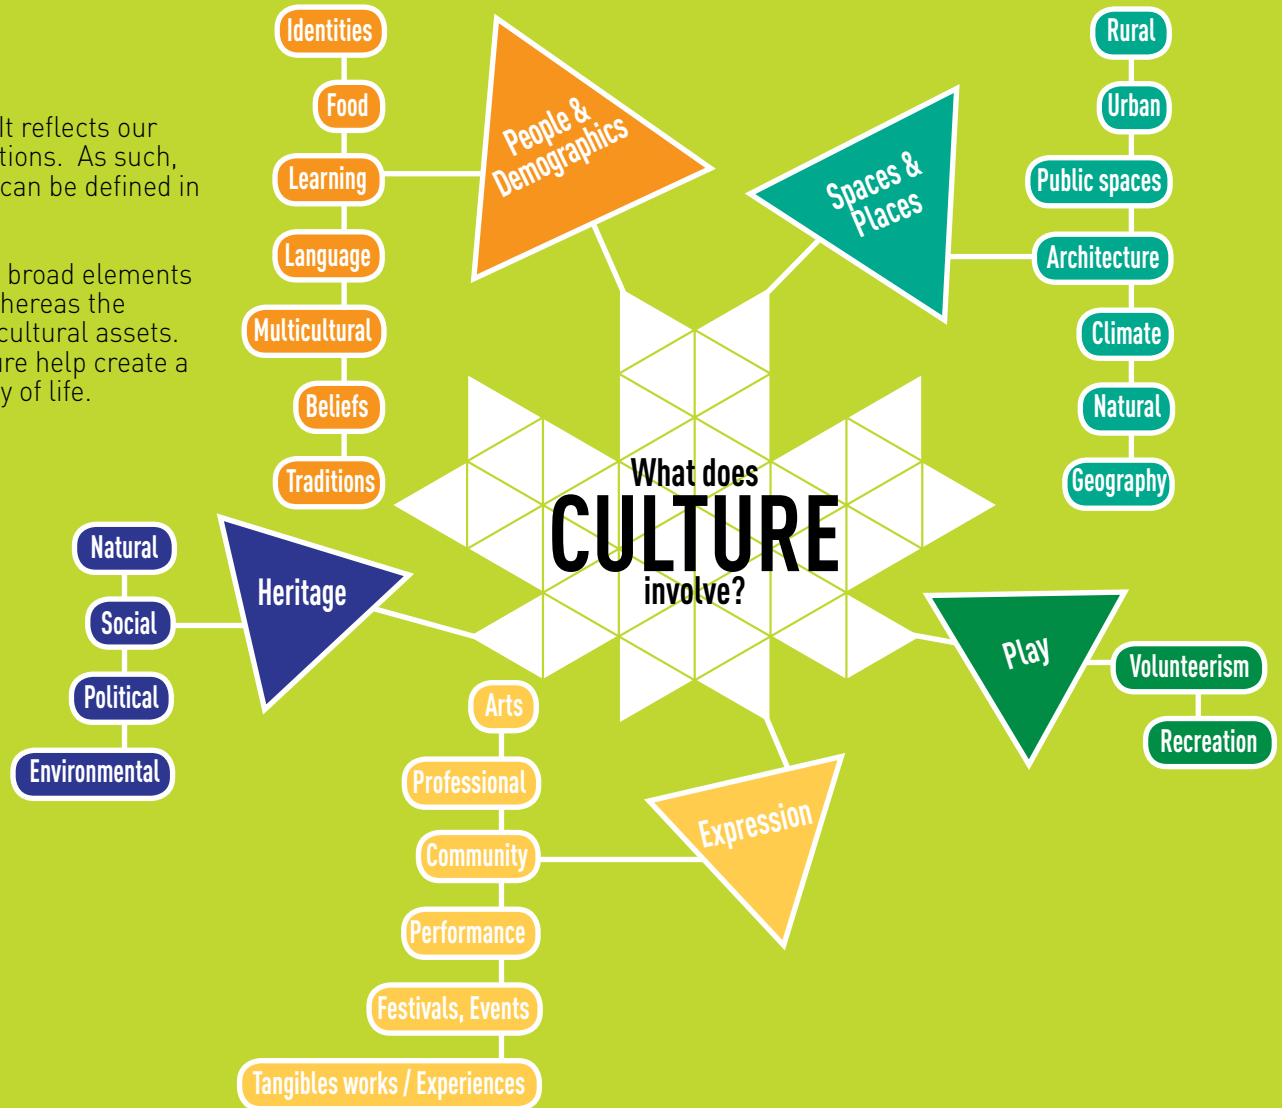 It reflects our
tions. As such,
can be defined in
broad elements
hereas the
cultural assets.
ure help create a
y of life.
What does
CULTURE
involve?
People &
Demographics
Identities
Food
Learning
Language
Multicultural
Beliefs
Traditions
Spaces &
Places
Rural
Urban
Public spaces
Architecture
Climate
Natural
Geography
Heritage
Natural
Social
Political
Environmental
Expression
Arts
Professional
Community
Performance
Festivals, Events
Tangibles works / Experiences
Play
Volunteerism
Recreation